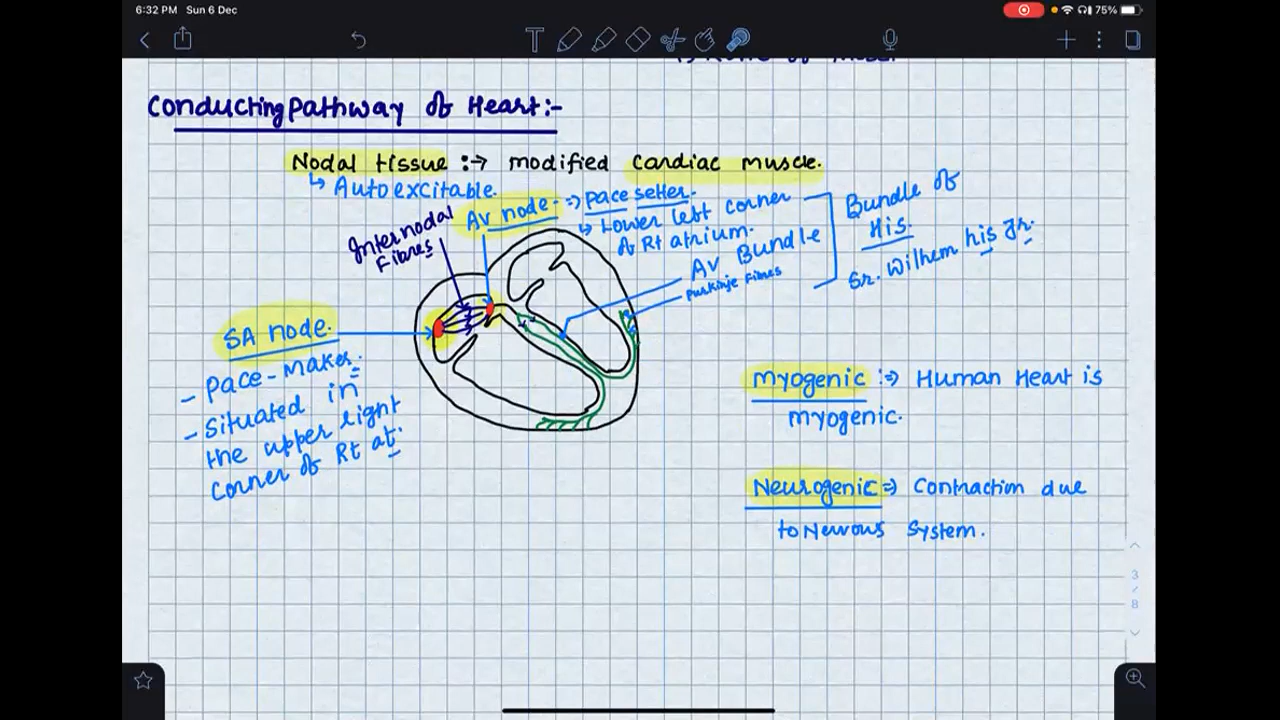 6:32 PM Sun 6 Dec
75%
Conducting Pathway of Heart:-
Nodal tissue :→ modified cardiac muscle.
↳ Autoexcitable.
AV node. ⇒ pace setter.
↳ Lower left corner
of Rt atrium.
Internodal
Fibres
AV Bundle
Purkinje Fibres
Bundle of
His.
Sr. Wilhem his Jr.
SA node.
- Pace-Maker.
- Situated in
the upper right
corner of Rt at.
myogenic :⇒ Human Heart is
myogenic.
Neurogenic ⇒ Contraction due
to Nervous System.
3
/
8